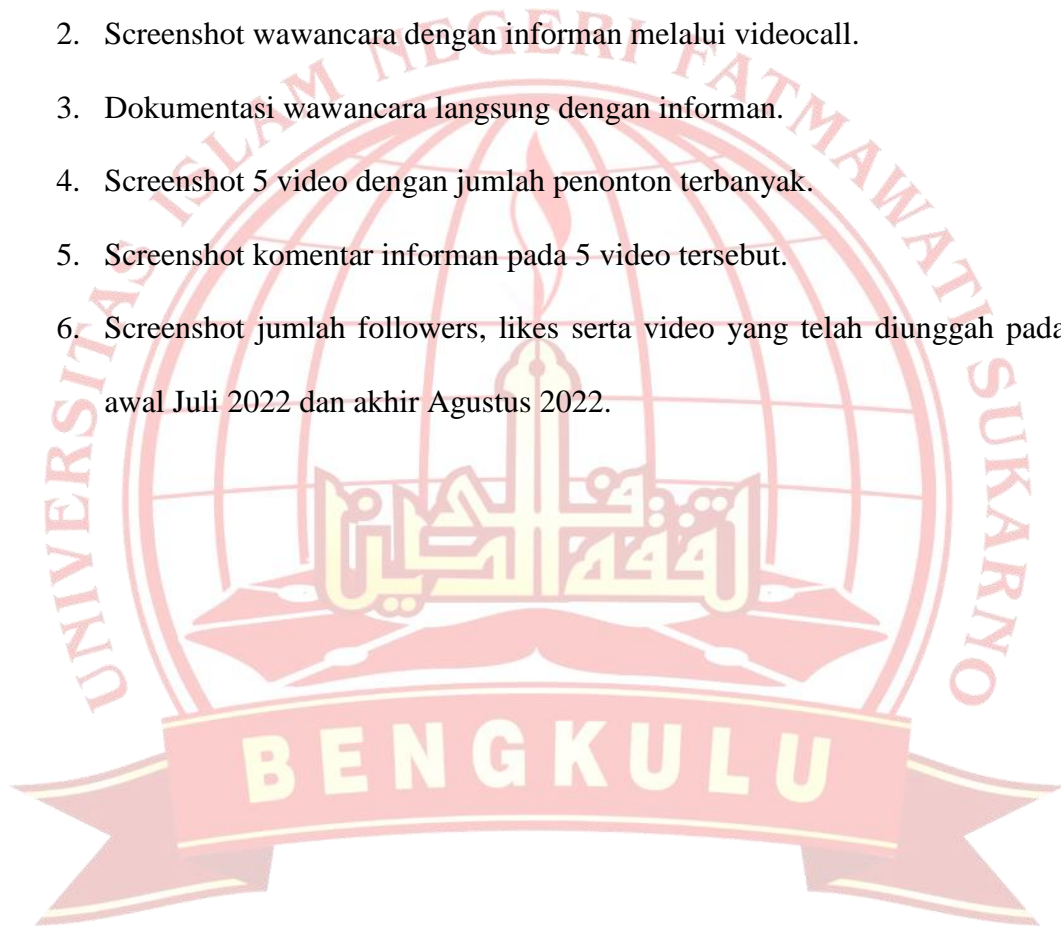 2. Screenshot wawancara dengan informan melalui videocall.
3. Dokumentasi wawancara langsung dengan informan.
4. Screenshot 5 video dengan jumlah penonton terbanyak.
5. Screenshot komentar informan pada 5 video tersebut.
6. Screenshot jumlah followers, likes serta video yang telah diunggah pada
awal Juli 2022 dan akhir Agustus 2022.
UNIVERSITAS ISLAM NEGERI FATMAWATI SUKARNO
BENGKULU